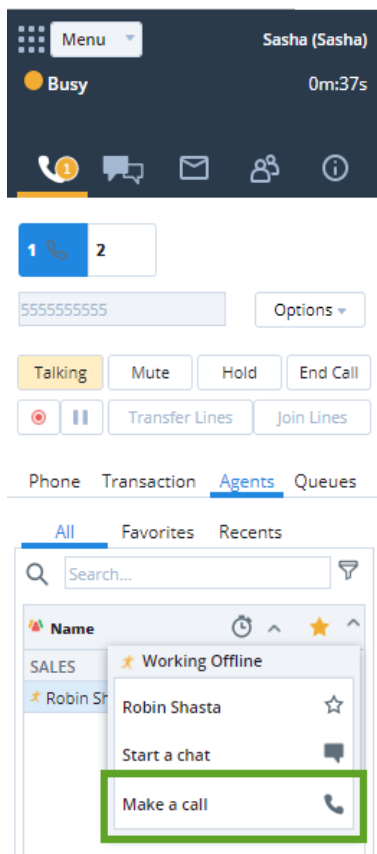 Menu Sasha (Sasha)
Busy 0m:37s
1
1 2
5555555555 Options
Talking Mute Hold End Call
Transfer Lines Join Lines
Phone Transaction Agents Queues
All Favorites Recents
Search...
Name
SALES Working Offline
Robin Sh
Robin Shasta
Start a chat
Make a call